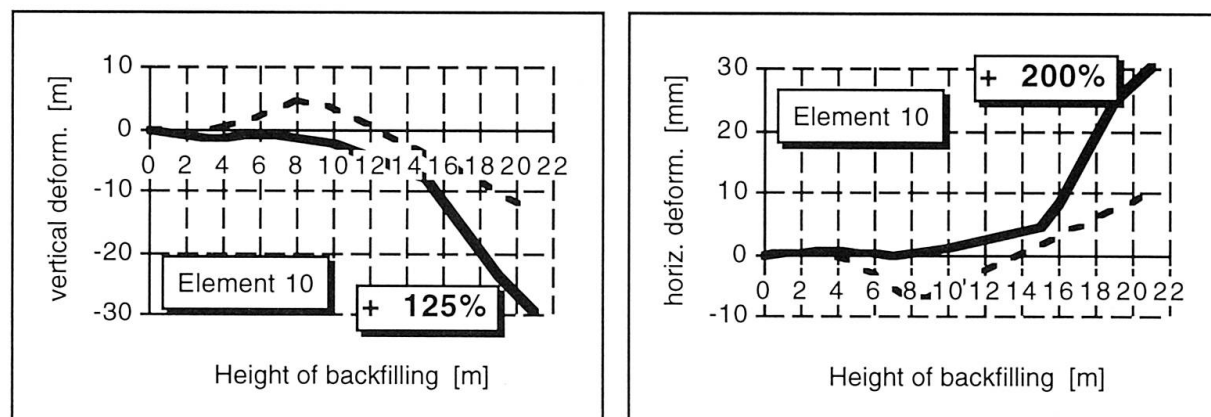 vertical deform. [m]
10
0
-10
-20
-30
0 2 4 6 8 10 12 14 16 18 20 22
Element 10
+ 125%
Height of backfilling [m]
horiz. deform. [mm]
30
20
10
0
-10
0 2 4 6 8 10 12 14 16 18 20 22
Element 10
+ 200%
Height of backfilling [m]